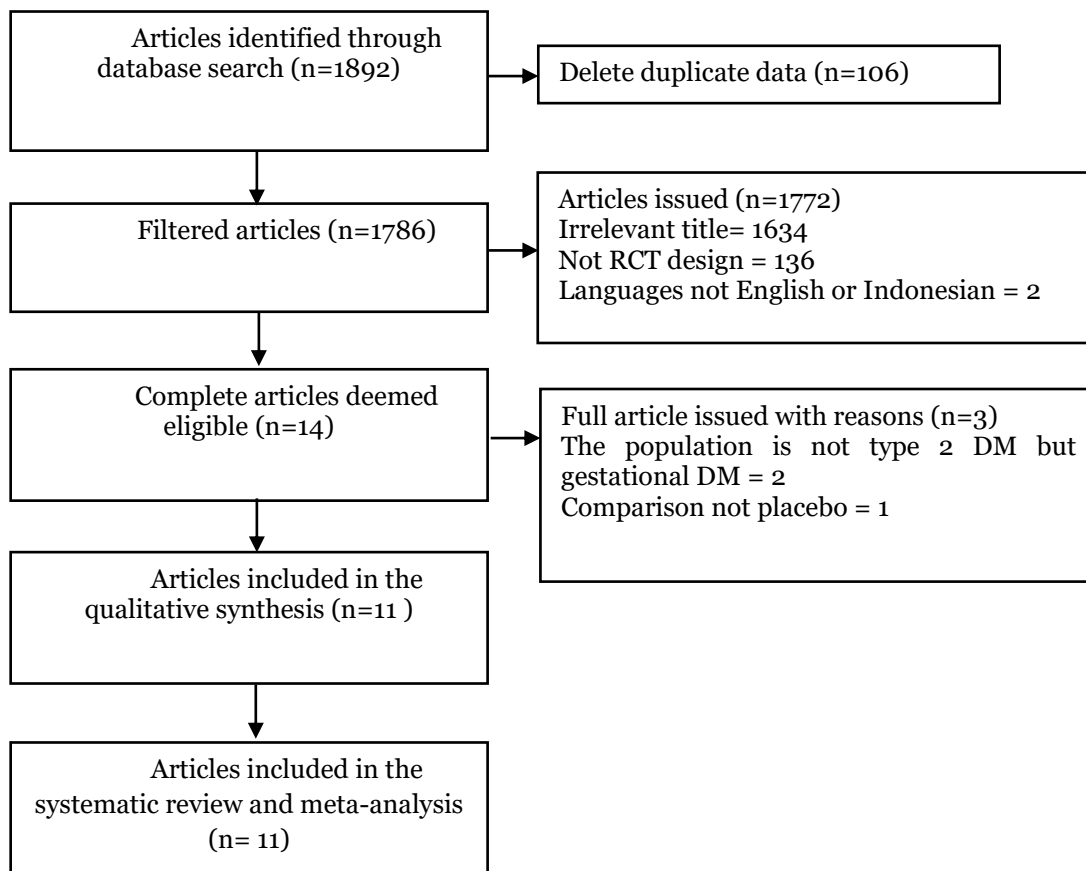 Articles identified through
database search (n=1892)
Delete duplicate data (n=106)
Filtered articles (n=1786)
Articles issued (n=1772)
Irrelevant title= 1634
Not RCT design = 136
Languages not English or Indonesian = 2
Complete articles deemed
eligible (n=14)
Full article issued with reasons (n=3)
The population is not type 2 DM but
gestational DM = 2
Comparison not placebo = 1
Articles included in the
qualitative synthesis (n=11 )
Articles included in the
systematic review and meta-analysis
(n= 11)